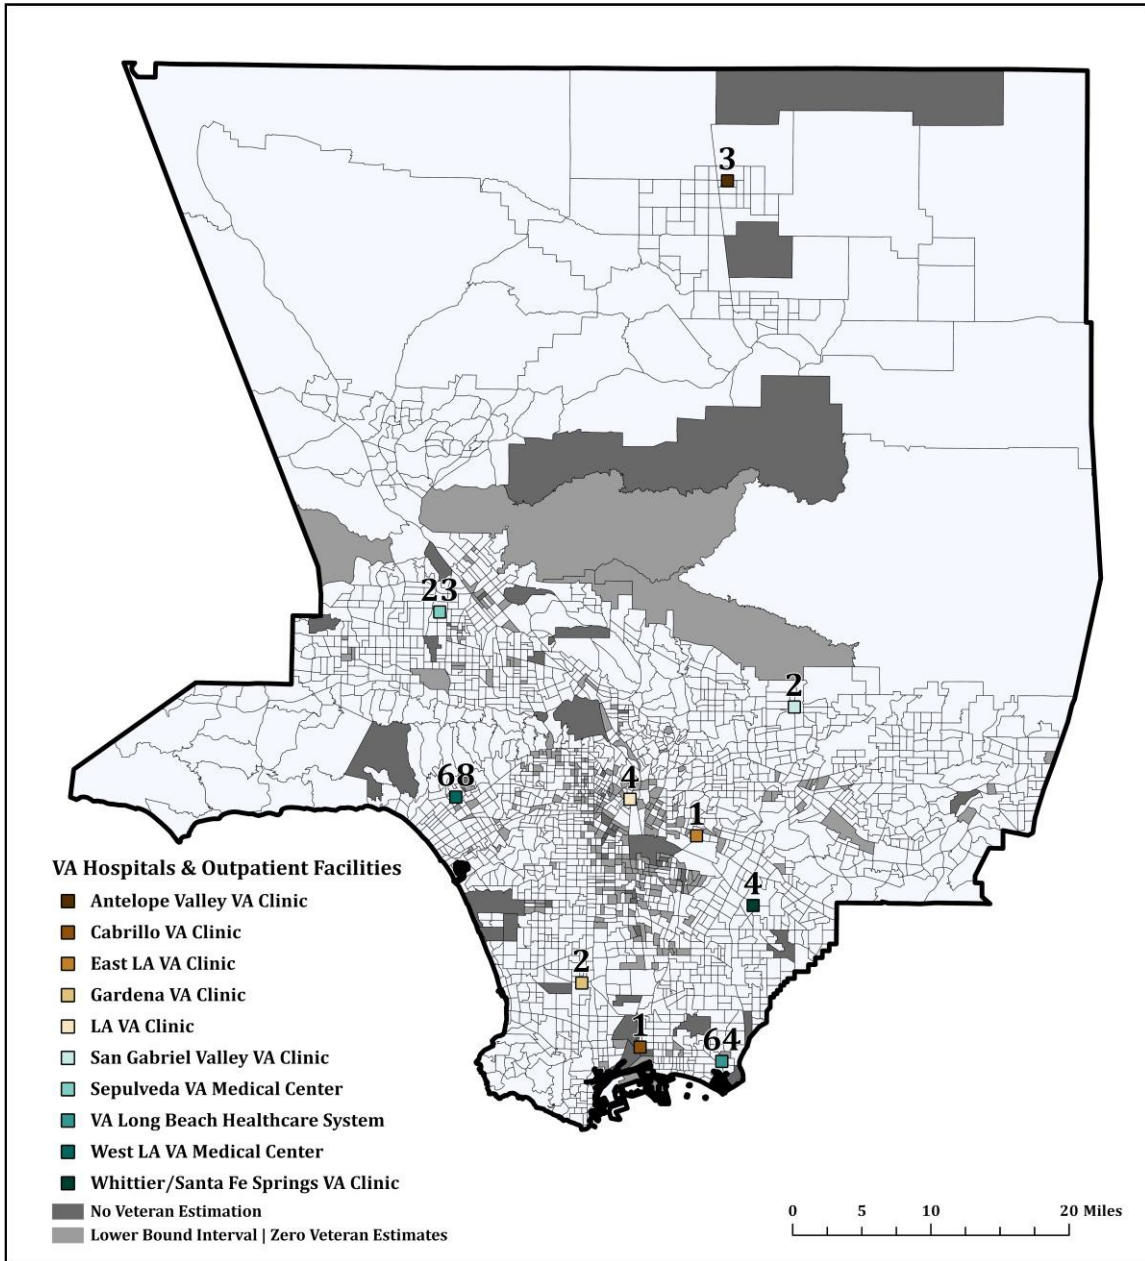 3
23
2
68
4
1
4
2
1
64
VA Hospitals & Outpatient Facilities
Antelope Valley VA Clinic
Cabrillo VA Clinic
East LA VA Clinic
Gardena VA Clinic
LA VA Clinic
San Gabriel Valley VA Clinic
Sepulveda VA Medical Center
VA Long Beach Healthcare System
West LA VA Medical Center
Whittier/Santa Fe Springs VA Clinic
No Veteran Estimation
Lower Bound Interval | Zero Veteran Estimates
0 5 10 20 Miles